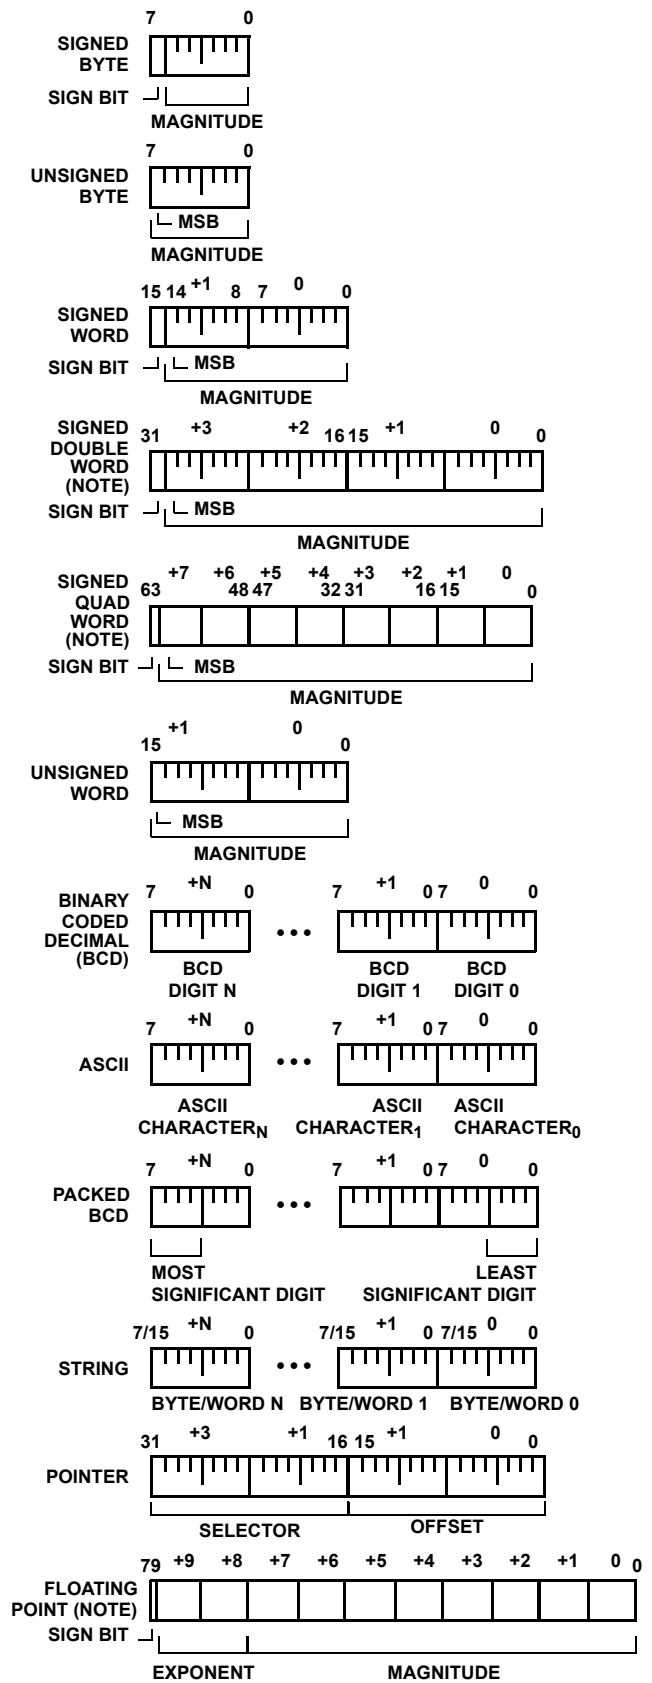 7 0
SIGNED
BYTE
SIGN BIT
MAGNITUDE
7 0
UNSIGNED
BYTE
MSB
MAGNITUDE
15 14 +1 8 7 0 0
SIGNED
WORD
SIGN BIT MSB
MAGNITUDE
SIGNED
DOUBLE
WORD
(NOTE)
31 +3 +2 16 15 +1 0 0
SIGN BIT MSB
MAGNITUDE
SIGNED
QUAD
WORD
(NOTE)
+7 +6 +5 +4 +3 +2 +1 0
63 48 47 32 31 16 15 0
SIGN BIT MSB
MAGNITUDE
+1 0
15 0
UNSIGNED
WORD
MSB
MAGNITUDE
BINARY
CODED
DECIMAL
(BCD)
7 +N 0 7 +1 0 7 0 0
•••
BCD
DIGIT N
BCD
DIGIT 1
BCD
DIGIT 0
7 +N 0 7 +1 0 7 0 0
ASCII •••
ASCII
CHARACTERN
ASCII
CHARACTER1
ASCII
CHARACTER0
7 +N 0 7 +1 0 7 0 0
PACKED
BCD
•••
MOST
SIGNIFICANT DIGIT
LEAST
SIGNIFICANT DIGIT
7/15 +N 0 7/15 +1 0 7/15 0 0
STRING •••
BYTE/WORD N BYTE/WORD 1 BYTE/WORD 0
31 +3 +1 16 15 +1 0 0
POINTER
SELECTOR OFFSET
79 +9 +8 +7 +6 +5 +4 +3 +2 +1 0 0
FLOATING
POINT (NOTE)
SIGN BIT
EXPONENT MAGNITUDE